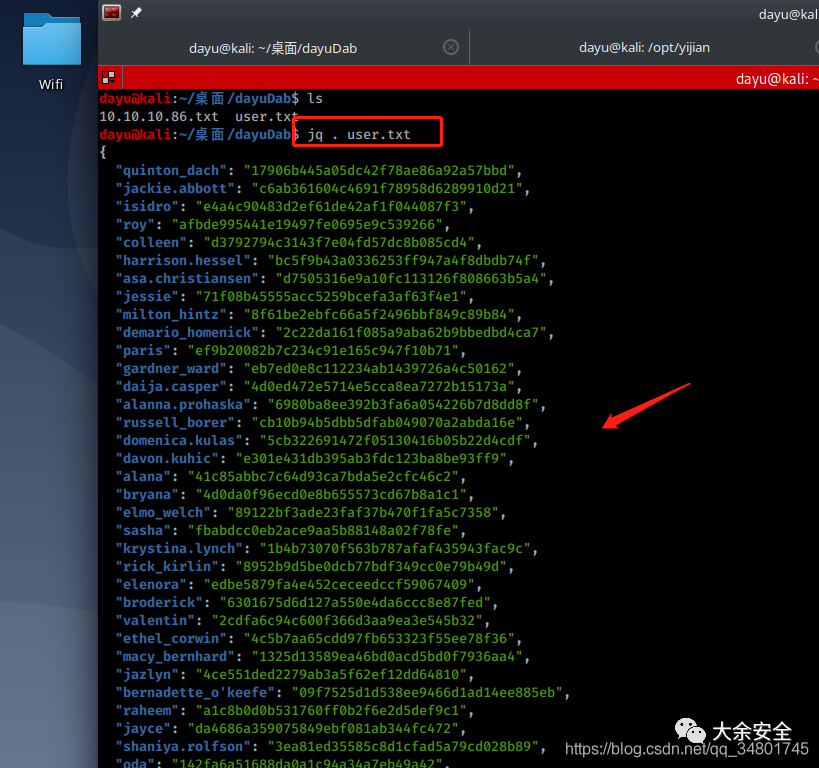 dayu@kal
dayu@kali: ~/桌面/dayuDab
dayu@kali: /opt/yijian
Wifi
dayu@kali: ~
dayu@kali:~/桌面/dayuDab$ ls
10.10.10.86.txt  user.txt
dayu@kali:~/桌面/dayuDab$ jq . user.txt
{
"quinton_dach": "17906b445a05dc42f78ae86a92a57bbd",
"jackie.abbott": "c6ab361604c4691f78958d6289910d21",
"isidro": "e4a4c90483d2ef61de42af1f044087f3",
"roy": "afbde995441e19497fe0695e9c539266",
"colleen": "d3792794c3143f7e04fd57dc8b085cd4",
"harrison.hessel": "bc5f9b43a0336253ff947a4f8dbdb74f",
"asa.christiansen": "d7505316e9a10fc113126f808663b5a4",
"jessie": "71f08b45555acc5259bcefa3af63f4e1",
"milton_hintz": "8f61be2ebfc66a5f2496bbf849c89b84",
"demario_homenick": "2c22da161f085a9aba62b9bbedbd4ca7",
"paris": "ef9b20082b7c234c91e165c947f10b71",
"gardner_ward": "eb7ed0e8c112234ab1439726a4c50162",
"daija.casper": "4d0ed472e5714e5cca8ea7272b15173a",
"alanna.prohaska": "6980ba8ee392b3fa6a054226b7d8dd8f",
"russell_borer": "cb10b94b5dbb5dfab049070a2abda16e",
"domenica.kulas": "5cb322691472f05130416b05b22d4cdf",
"davon.kuhic": "e301e431db395ab3fdc123ba8be93ff9",
"alana": "41c85abbc7c64d93ca7bda5e2cfc46c2",
"bryana": "4d0da0f96ecd0e8b655573cd67b8a1c1",
"elmo_welch": "89122bf3ade23faf37b470f1fa5c7358",
"sasha": "fbabdcc0eb2ace9aa5b88148a02f78fe",
"krystina.lynch": "1b4b73070f563b787afaf435943fac9c",
"rick_kirlin": "8952b9d5be0dcb77bdf349cc0e79b49d",
"elenora": "edbe5879fa4e452ceceedccf59067409",
"broderick": "6301675d6d127a550e4da6ccc8e87fed",
"valentin": "2cdfa6c94c600f366d3aa9ea3e545b32",
"ethel_corwin": "4c5b7aa65cdd97fb653323f55ee78f36",
"macy_bernhard": "1325d13589ea46bd0acd5bd0f7936aa4",
"jazlyn": "4ce551ded2279ab3a5f62ef12dd64810",
"bernadette_o'keefe": "09f7525d1d538ee9466d1ad14ee885eb",
"raheem": "a1c8b0d0b531760ff0b2f6e2d5def9c1",
"jayce": "da4686a359075849ebf081ab344fc472",
"shaniya.rolfson": "3ea81ed35585c8d1cfad5a79cd028b89",
"oda": "142fa6a51688da0a1c94a34a7eb49a42",
大余安全
https://blog.csdn.net/qq_34801745